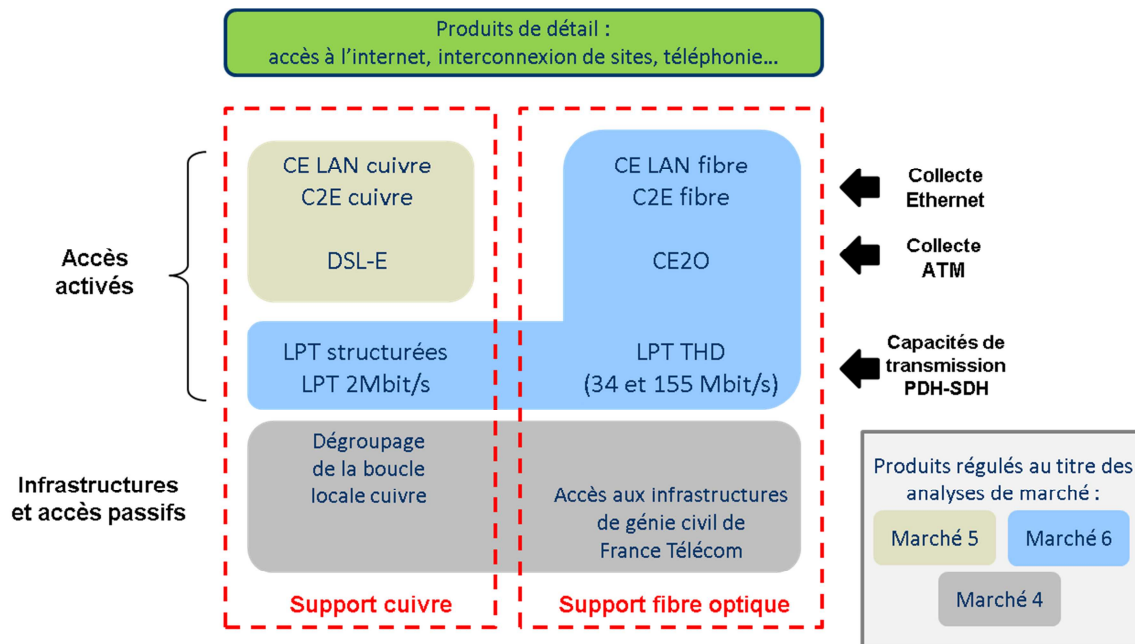 Produits de détail :
accès à l'internet, interconnexion de sites, téléphonie...
Accès
activés
CE LAN cuivre
C2E cuivre
DSL-E
CE LAN fibre
C2E fibre
CE2O
Collecte
Ethernet
Collecte
ATM
LPT structurées
LPT 2Mbit/s
LPT THD
(34 et 155 Mbit/s)
Capacités de
transmission
PDH-SDH
Infrastructures
et accès passifs
Dégroupage
de la boucle
locale cuivre
Accès aux infrastructures
de génie civil de
France Télécom
Support cuivre
Support fibre optique
Produits régulés au titre des
analyses de marché :
Marché 5
Marché 6
Marché 4